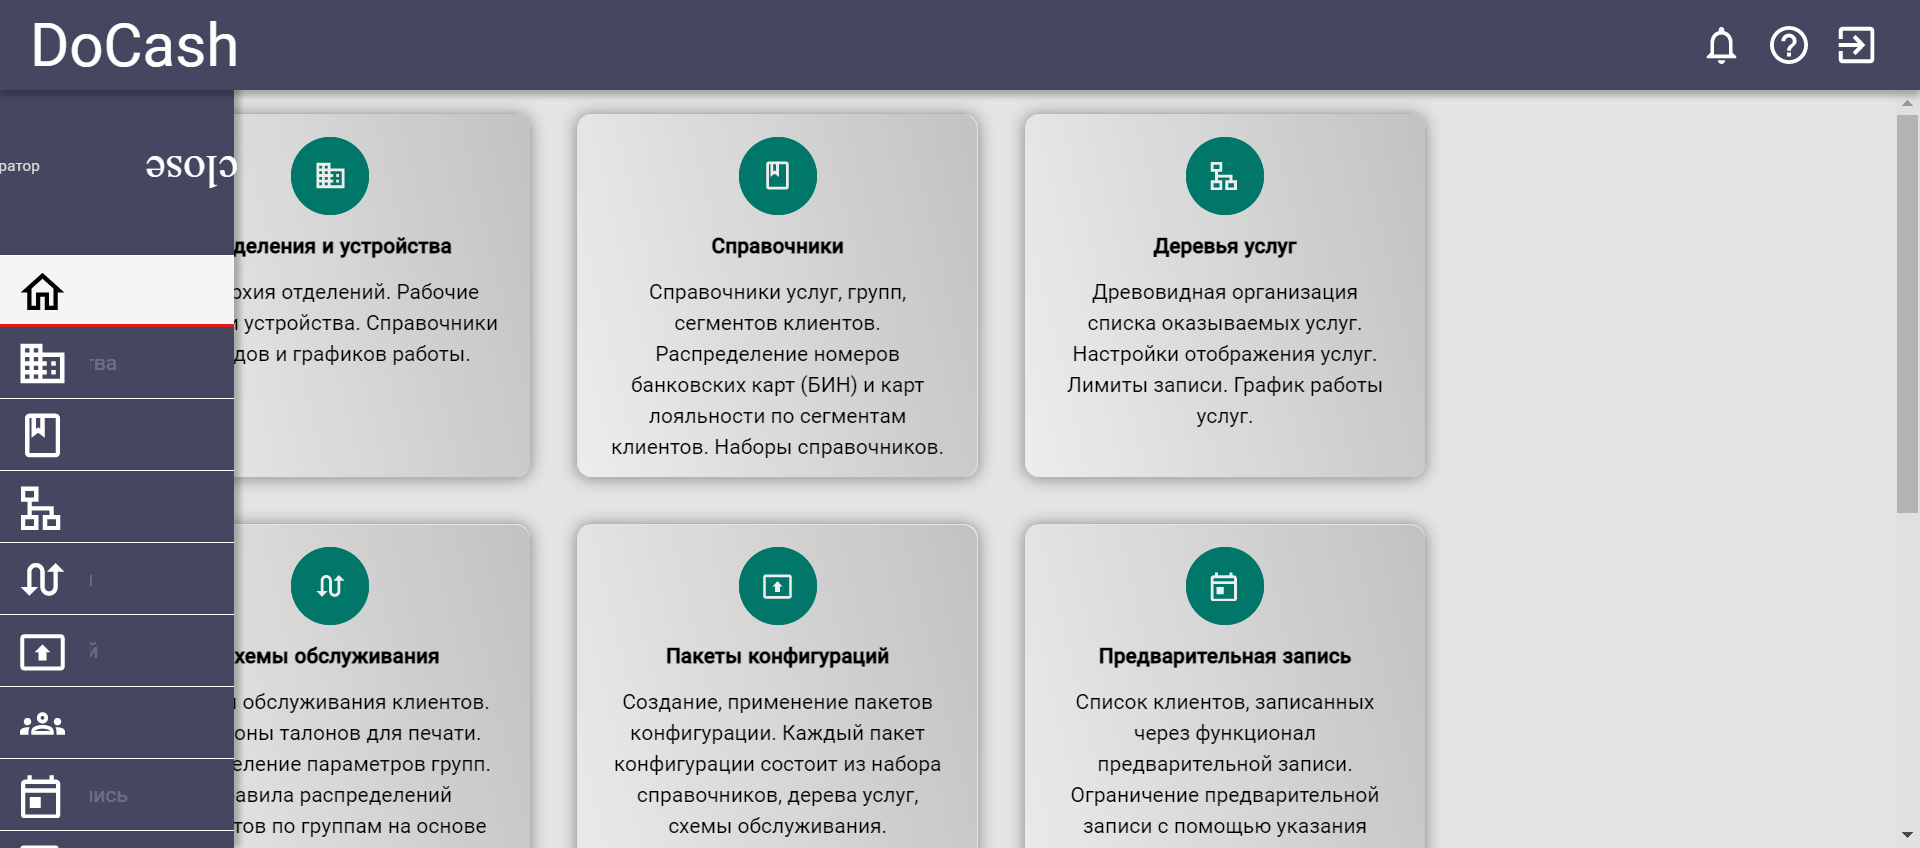 DoCash
ратор
close
тва
й
пись
деления и устройства
рхия отделений. Рабочие
и устройства. Справочники
дов и графиков работы.
Справочники
Справочники услуг, групп,
сегментов клиентов.
Распределение номеров
банковских карт (БИН) и карт
лояльности по сегментам
клиентов. Наборы справочников.
Деревья услуг
Древовидная организация
списка оказываемых услуг.
Настройки отображения услуг.
Лимиты записи. График работы
услуг.
хемы обслуживания
обслуживания клиентов.
оны талонов для печати.
еление параметров групп.
авила распределений
тов по группам на основе
Пакеты конфигураций
Создание, применение пакетов
конфигурации. Каждый пакет
конфигурации состоит из набора
справочников, дерева услуг,
схемы обслуживания.
Предварительная запись
Список клиентов, записанных
через функционал
предварительной записи.
Ограничение предварительной
записи с помощью указания